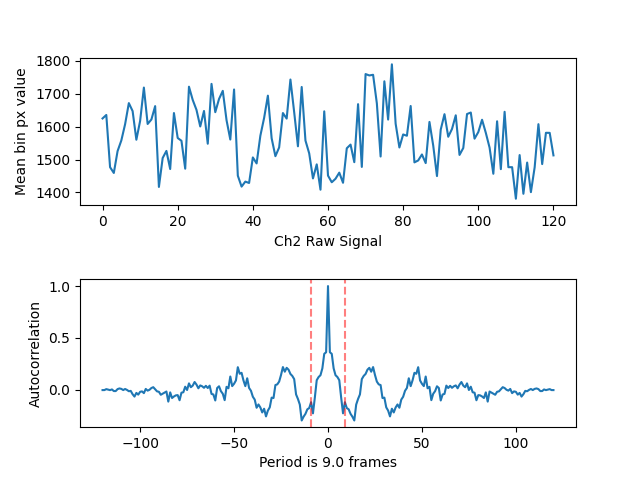 1800
1700
1600
1500
1400
Mean bin px value
0 20 40 60 80 100 120
Ch2 Raw Signal
1.0
0.5
0.0
Autocorrelation
−100 −50 0 50 100
Period is 9.0 frames